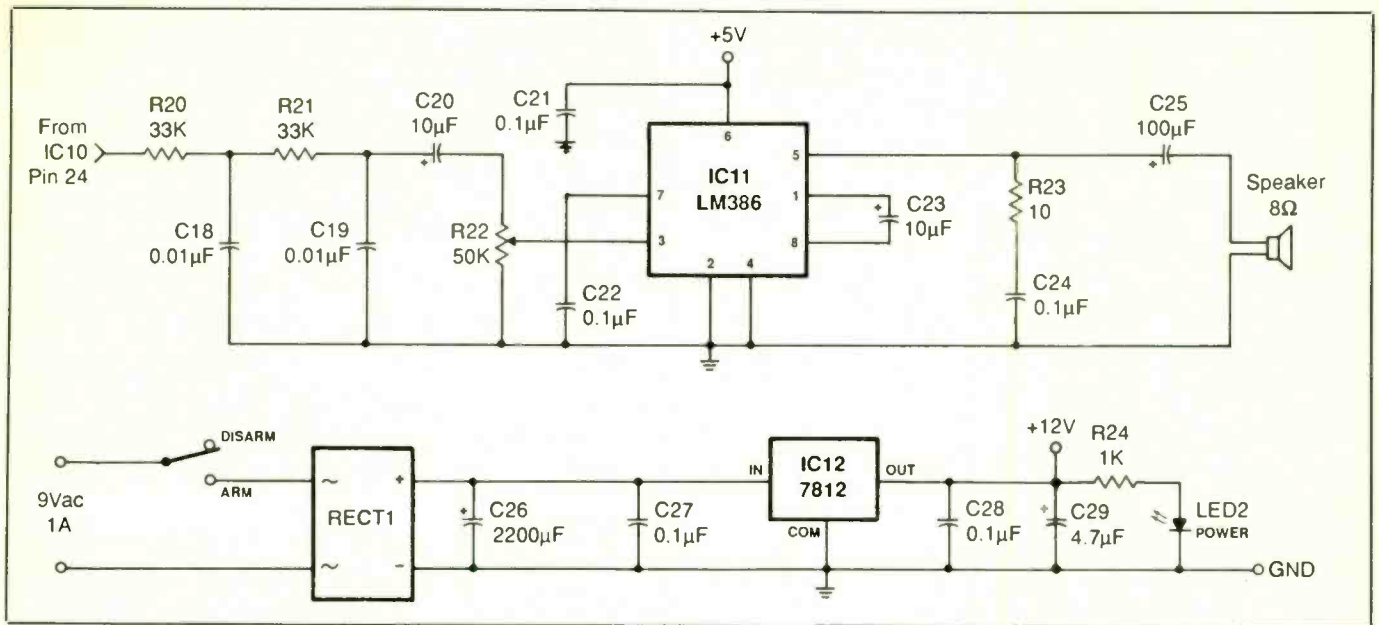 +5V
From
IC10
Pin 24
R20
33K
R21
33K
C20
10µF
+
C21
0.1µF
6
IC11
LM386
7
3
2
4
5
1
8
C18
0.01µF
C19
0.01µF
R22
50K
C22
0.1µF
+
C23
10µF
R23
10
C24
0.1µF
C25
100µF
+
Speaker
8Ω
DISARM
ARM
9Vac
1A
~
~
+
-
RECT1
+
C26
2200µF
C27
0.1µF
IN
IC12
7812
OUT
COM
+12V
R24
1K
C28
0.1µF
+
C29
4.7µF
LED2
POWER
GND